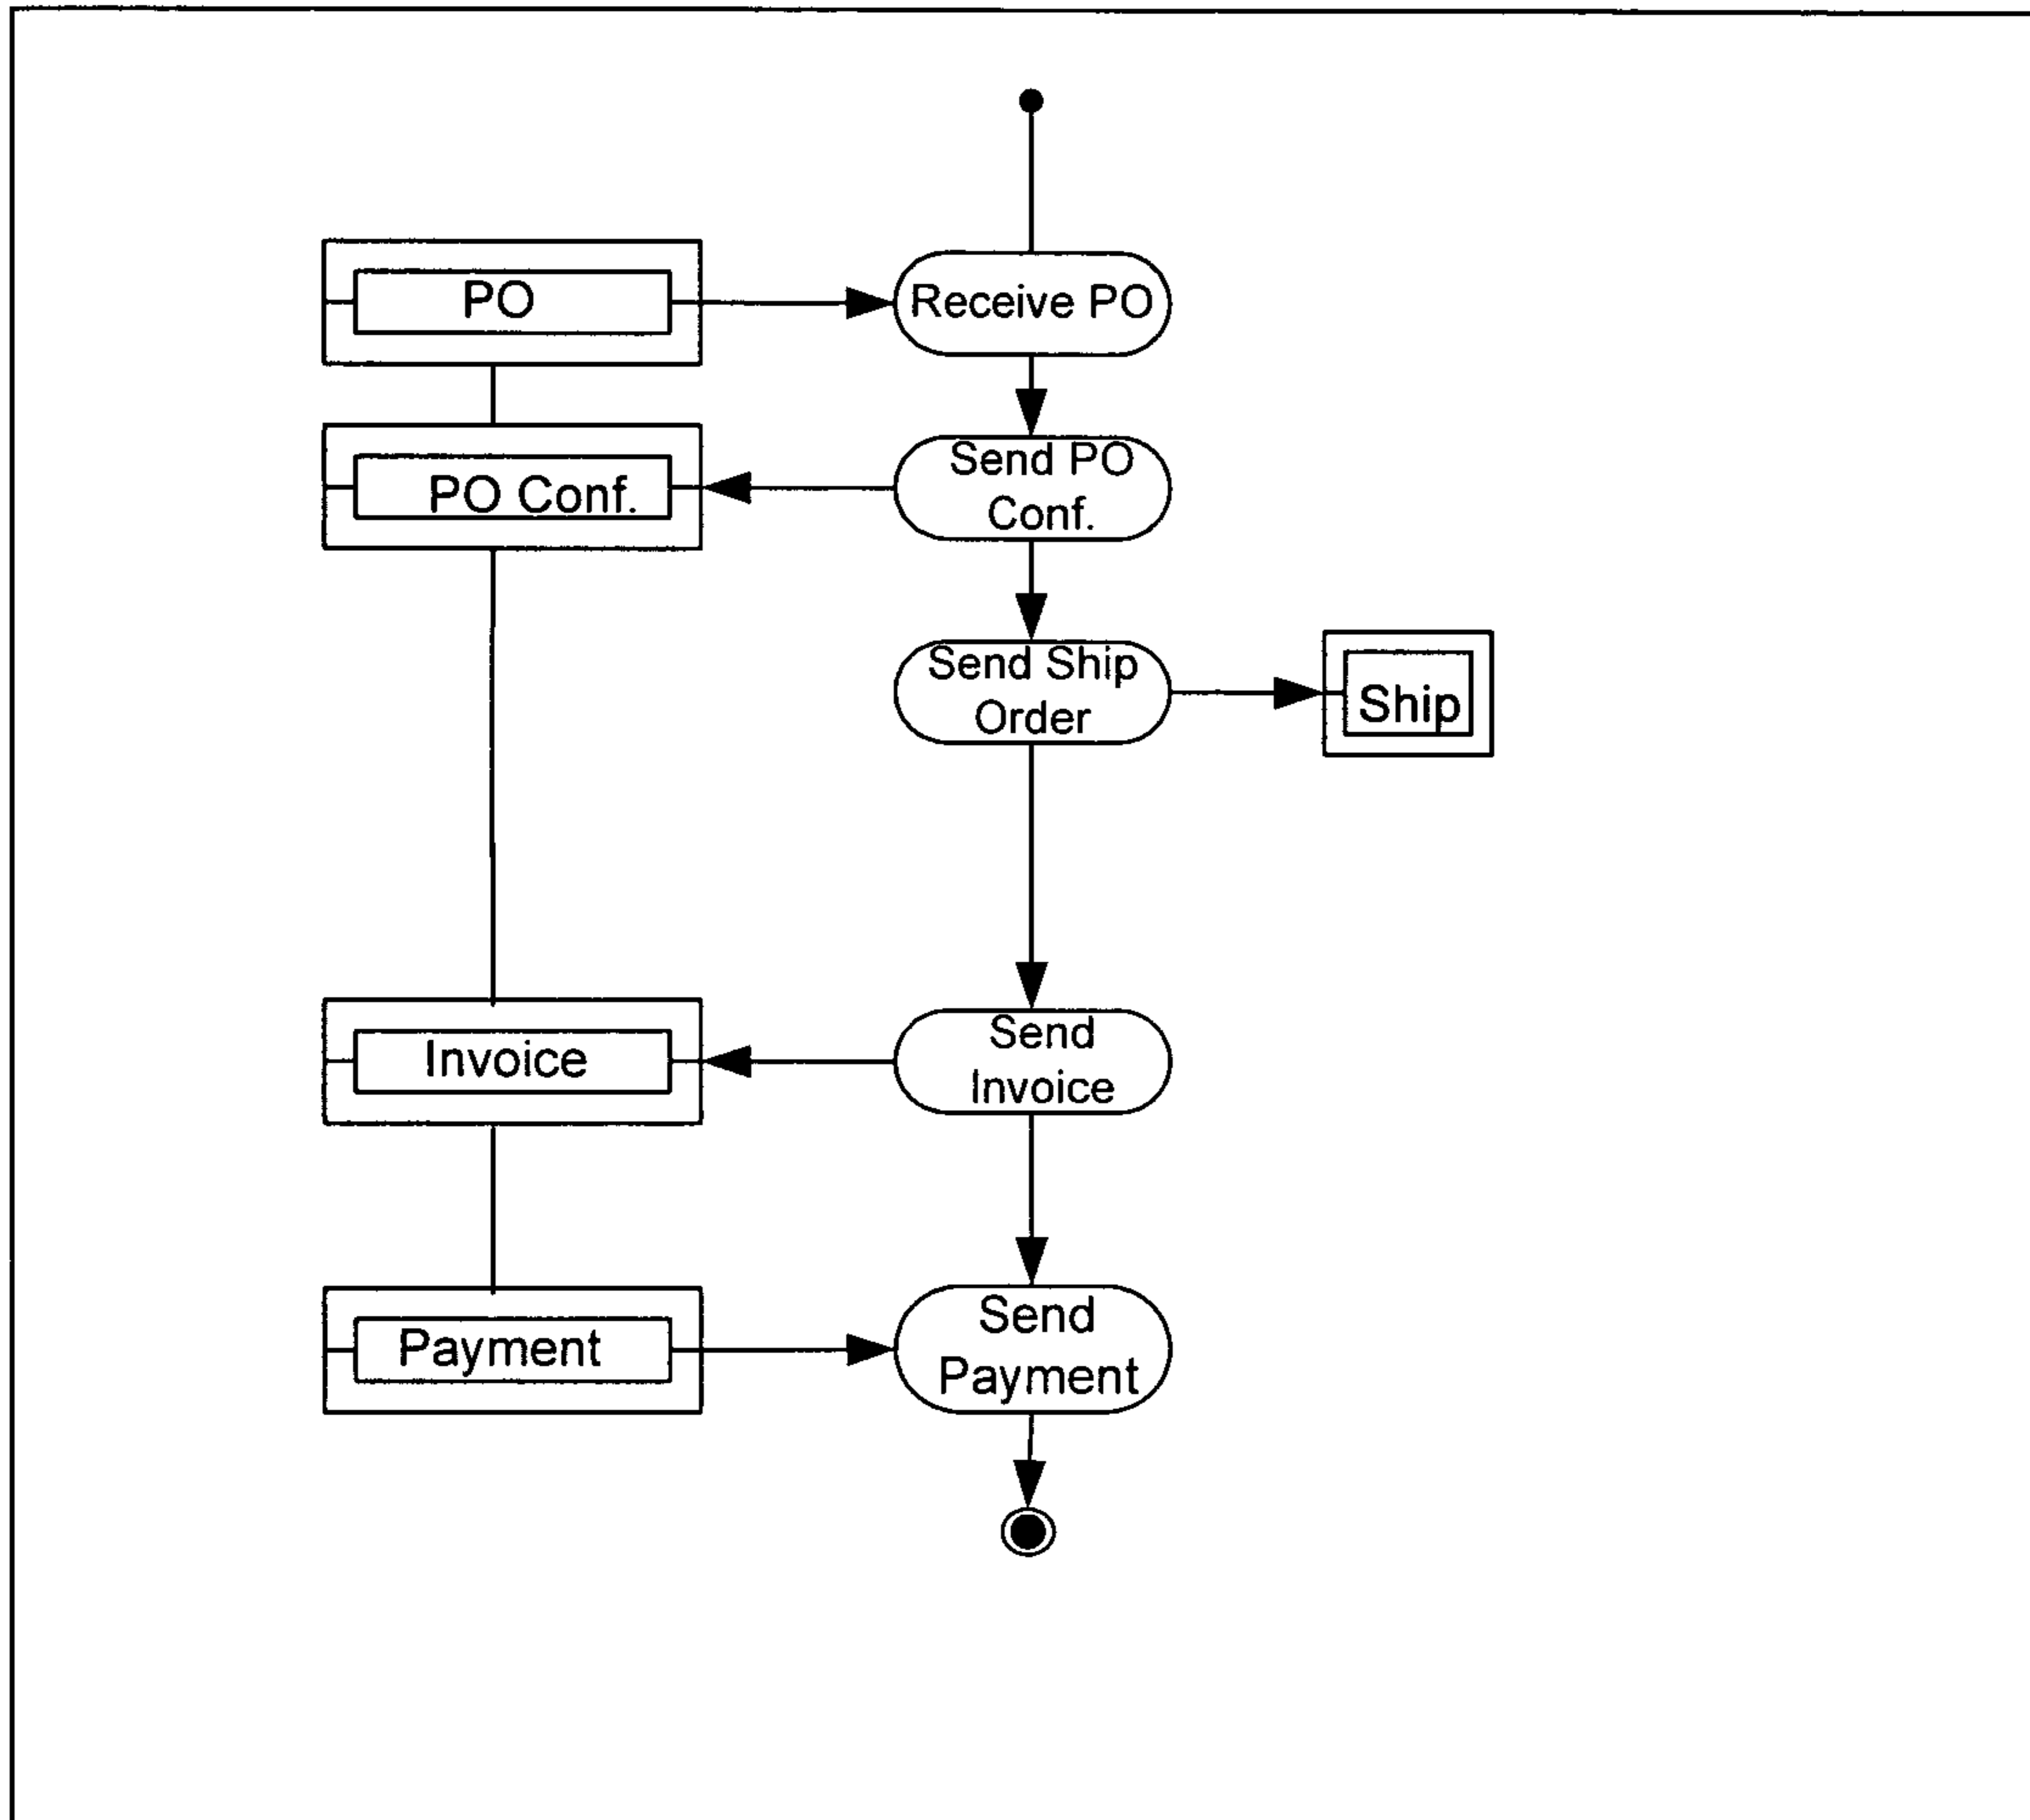 PO
Receive PO
PO Conf.
Send PO
Conf.
Send Ship
Order
Ship
Invoice
Send
Invoice
Payment
Send
Payment